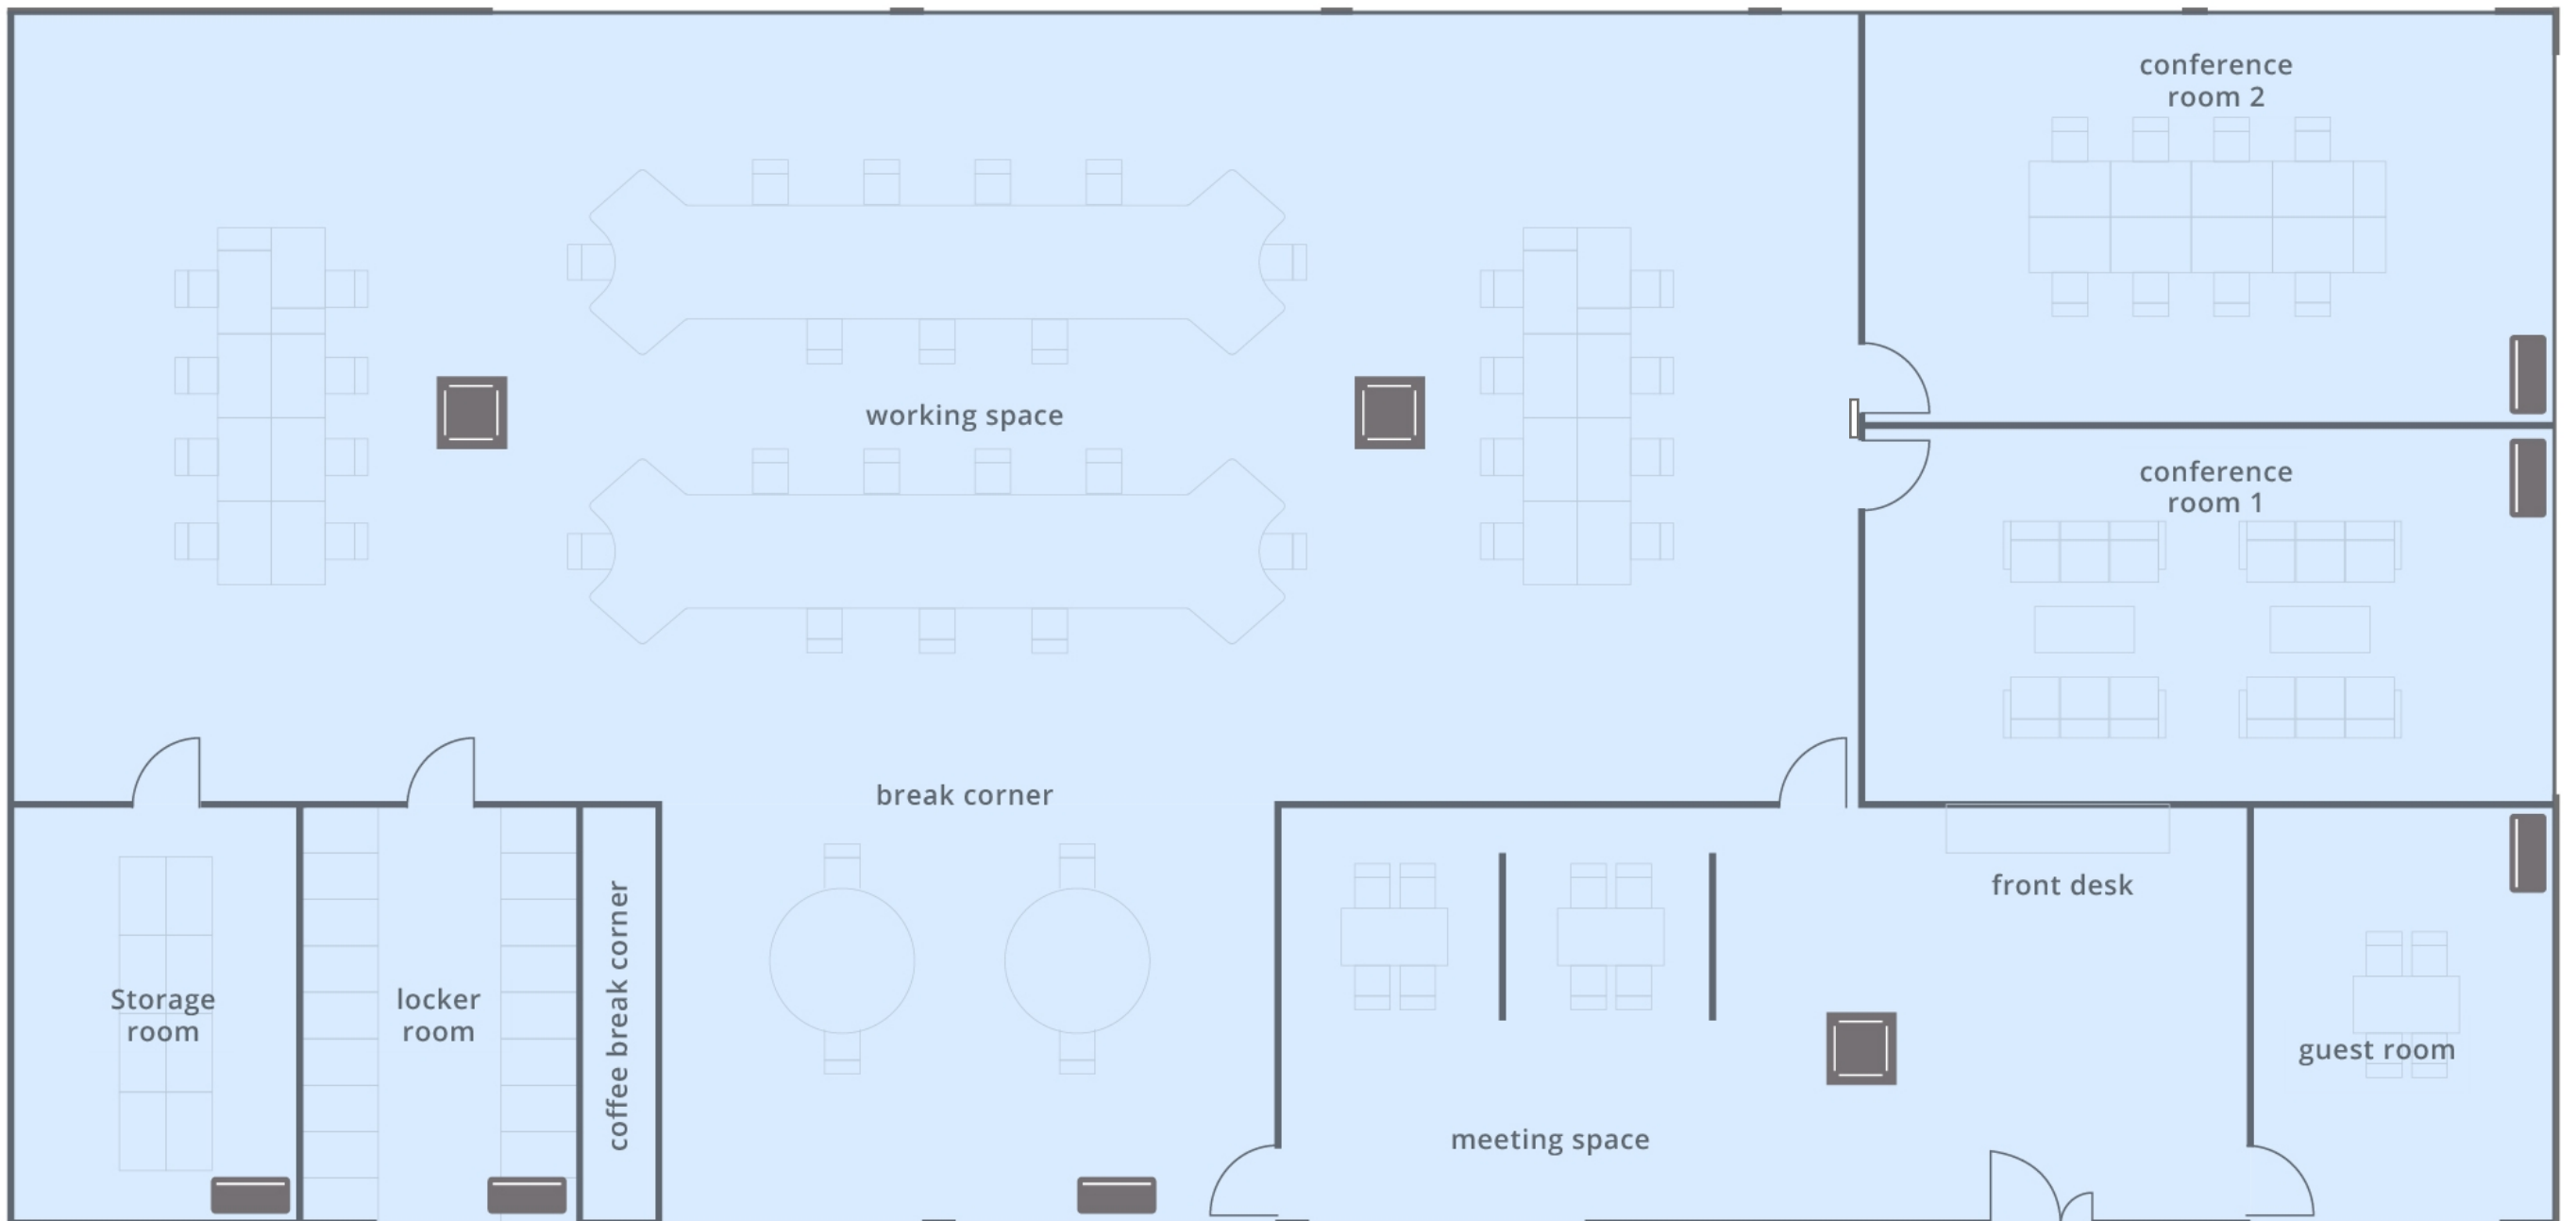 conference
room 2
working space
conference
room 1
break corner
front desk
coffee break corner
Storage
room
locker
room
guest room
meeting space